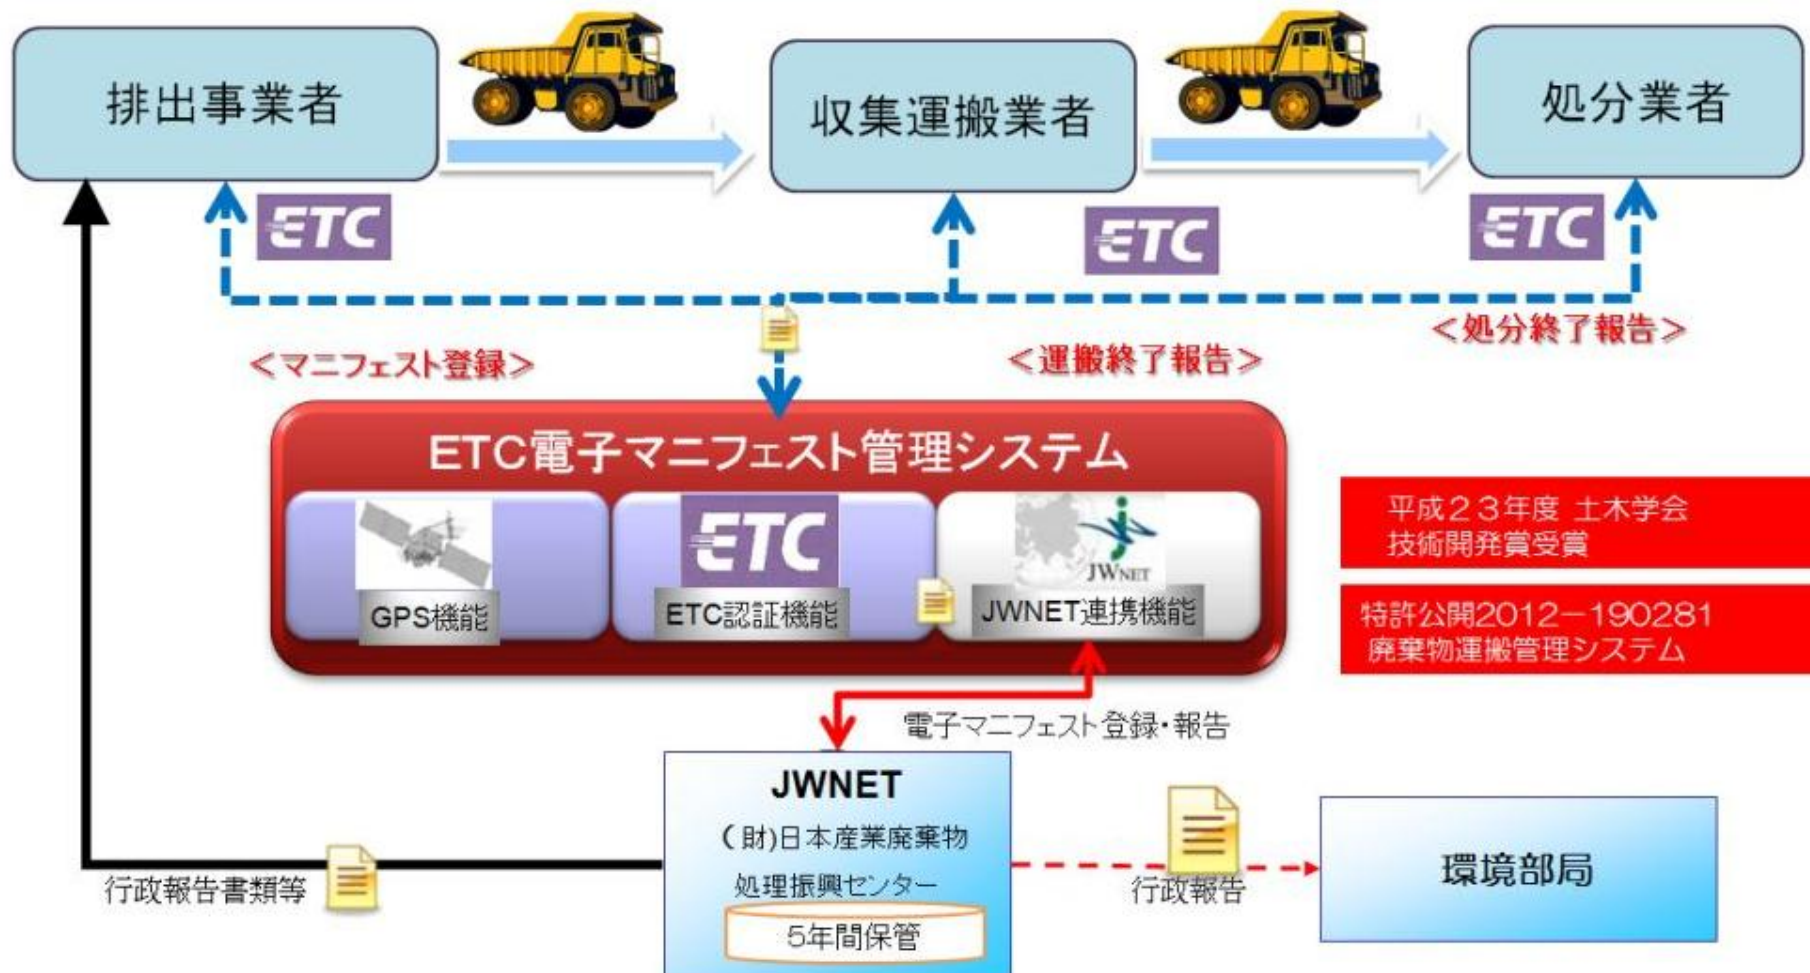 排出事業者
収集運搬業者
処分業者
ETC
ETC
ETC
<マニフェスト登録>
<運搬終了報告>
<処分終了報告>
ETC電子マニフェスト管理システム
GPS機能
ETC
ETC認証機能
JWNET
JWNET連携機能
平成23年度 土木学会
技術開発賞受賞
特許公開2012-190281
廃棄物運搬管理システム
電子マニフェスト登録・報告
JWNET
(財)日本産業廃棄物
処理振興センター
5年間保管
行政報告書類等
行政報告
環境部局